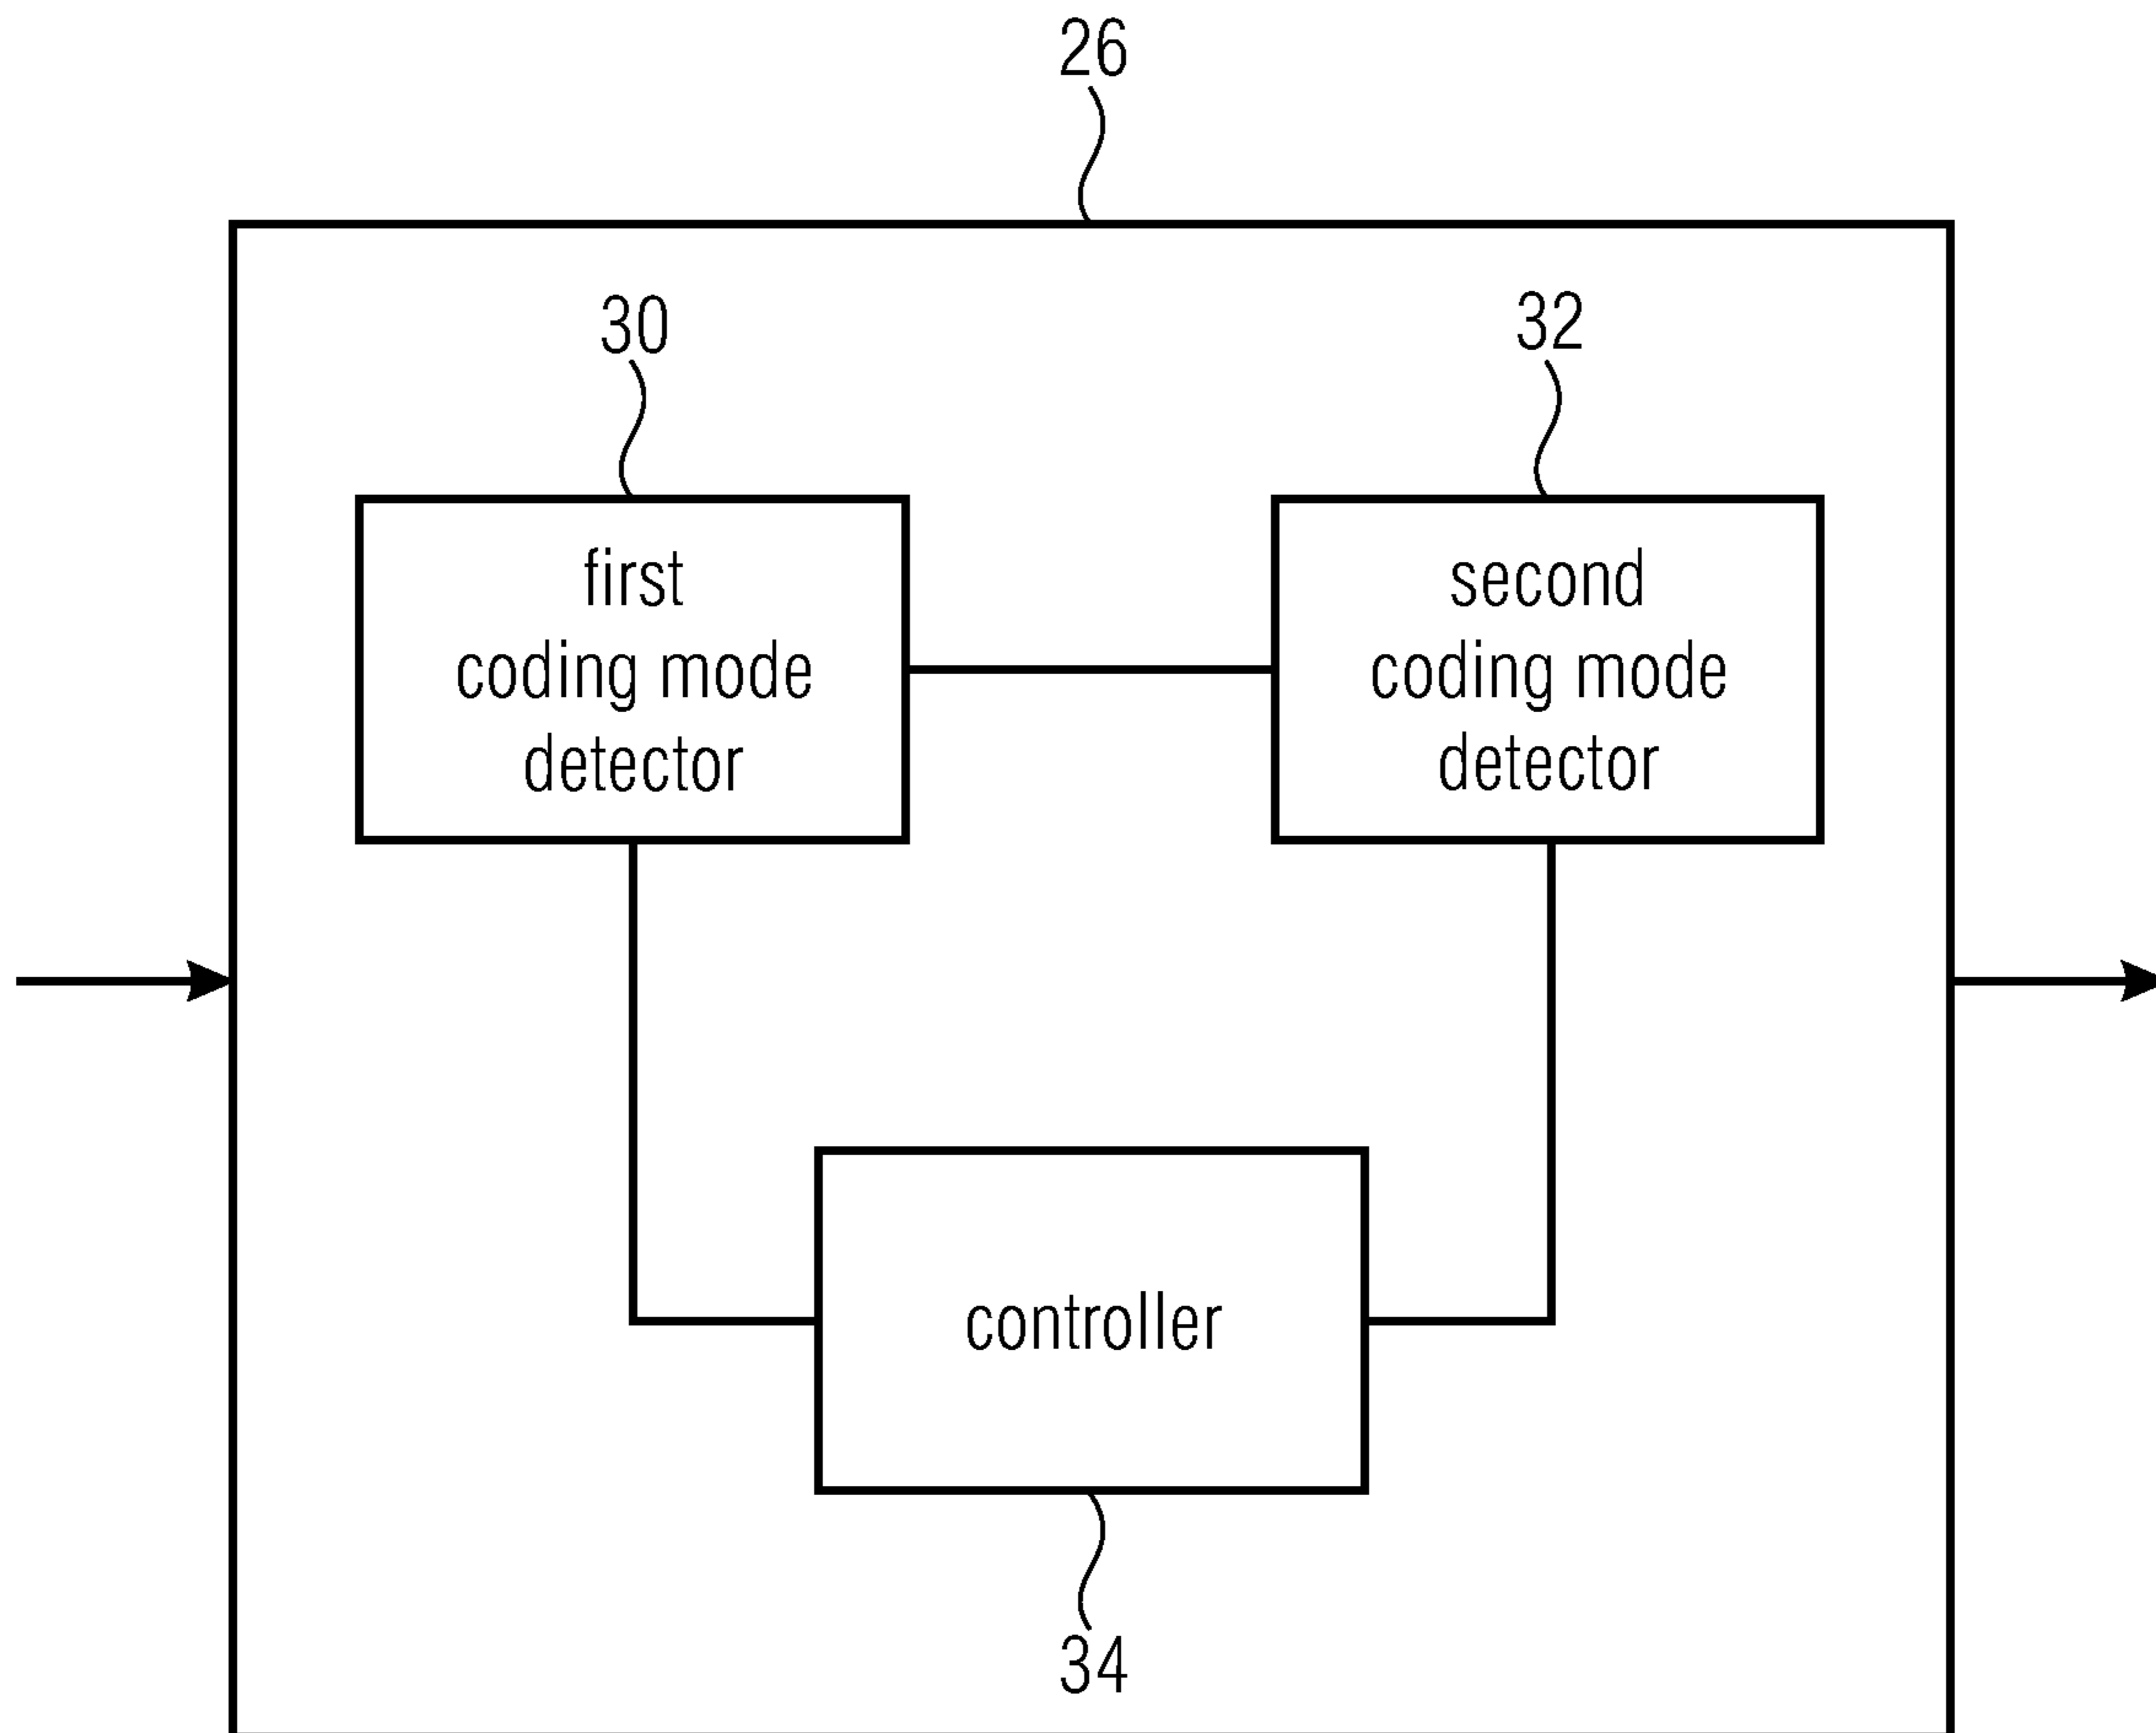 26
30
32
first
coding mode
detector
second
coding mode
detector
controller
34